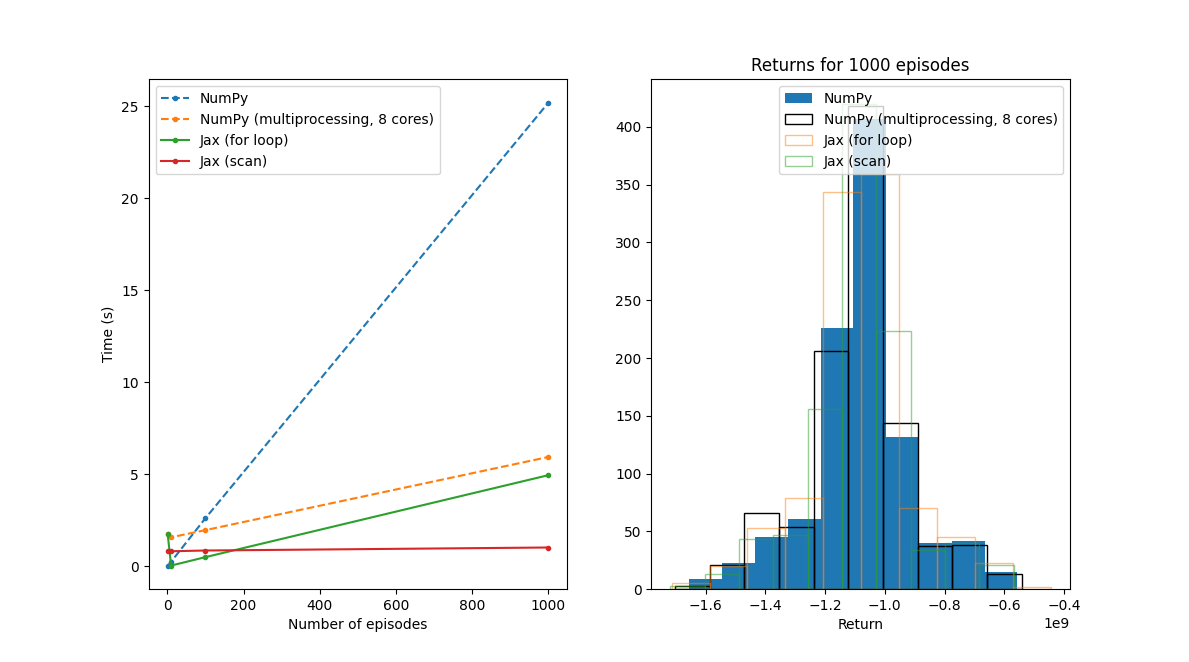 NumPy
NumPy (multiprocessing, 8 cores)
Jax (for loop)
Jax (scan)
25
20
15
10
5
0
Time (s)
0
200
400
600
800
1000
Number of episodes
Returns for 1000 episodes
NumPy
NumPy (multiprocessing, 8 cores)
Jax (for loop)
Jax (scan)
400
350
300
250
200
150
100
50
0
−1.6
−1.4
−1.2
−1.0
−0.8
−0.6
−0.4
1e9
Return